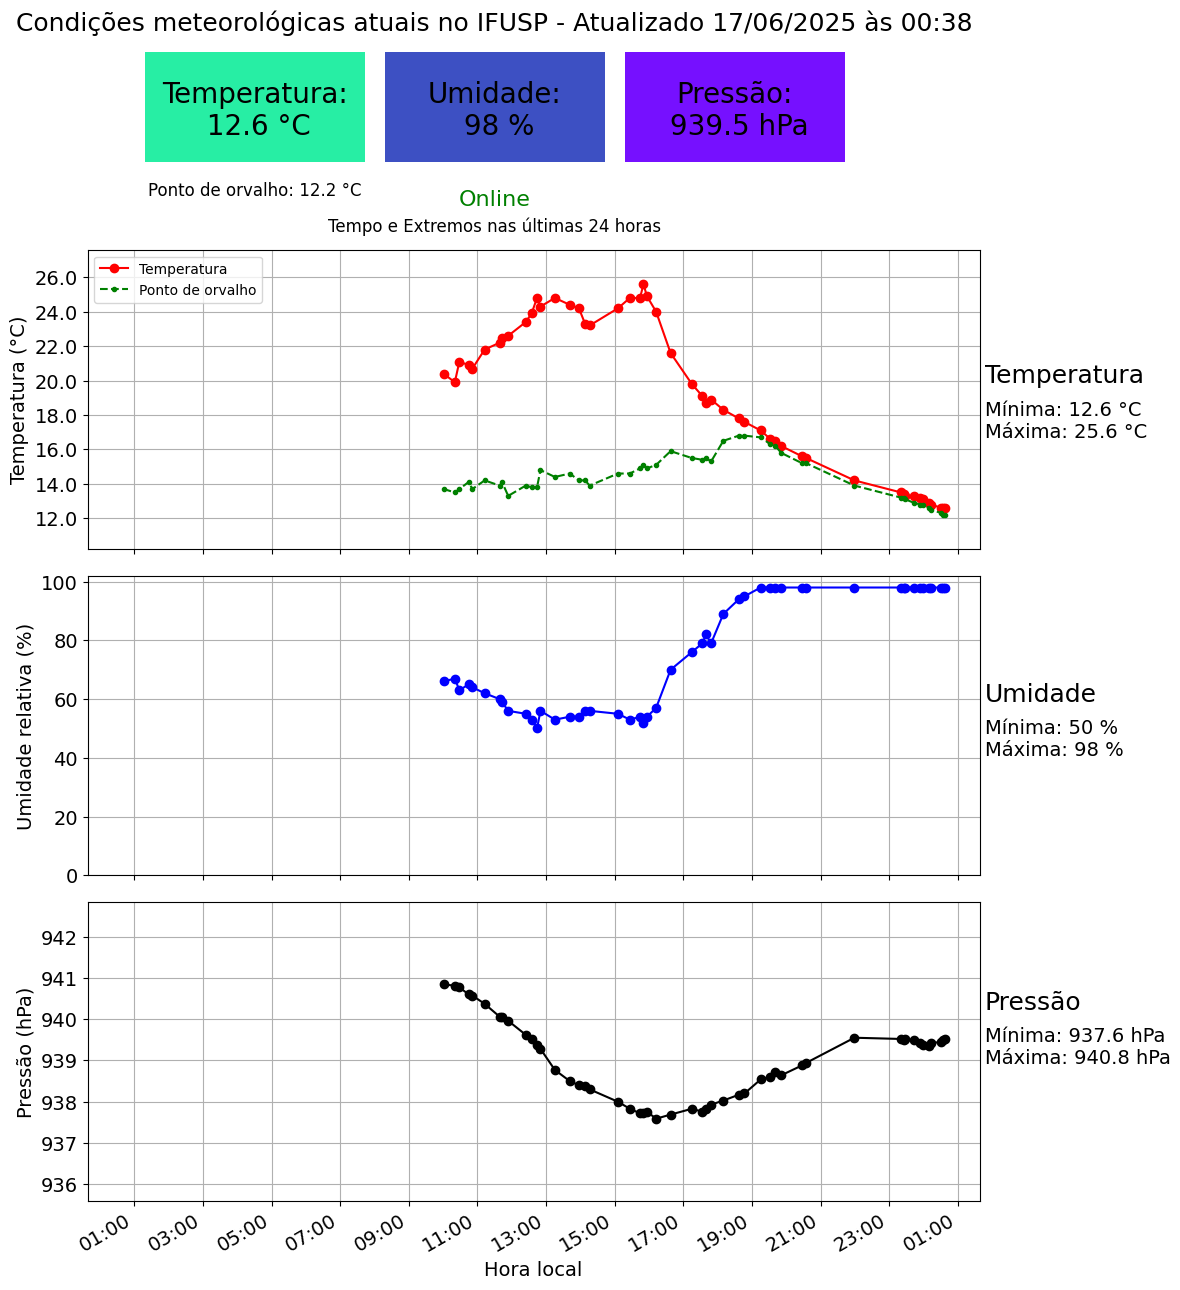 Condições meteorológicas atuais no IFUSP - Atualizado 17/06/2025 às 00:38
Temperatura:
12.6 °C
Umidade:
98 %
Pressão:
939.5 hPa
Ponto de orvalho: 12.2 °C
Online
Tempo e Extremos nas últimas 24 horas
Temperatura (°C)
26.0
24.0
22.0
20.0
18.0
16.0
14.0
12.0
Temperatura
Ponto de orvalho
Temperatura
Mínima: 12.6 °C
Máxima: 25.6 °C
Umidade relativa (%)
100
80
60
40
20
0
Umidade
Mínima: 50 %
Máxima: 98 %
Pressão (hPa)
942
941
940
939
938
937
936
Pressão
Mínima: 937.6 hPa
Máxima: 940.8 hPa
01:00 03:00 05:00 07:00 09:00 11:00 13:00 15:00 17:00 19:00 21:00 23:00 01:00
Hora local